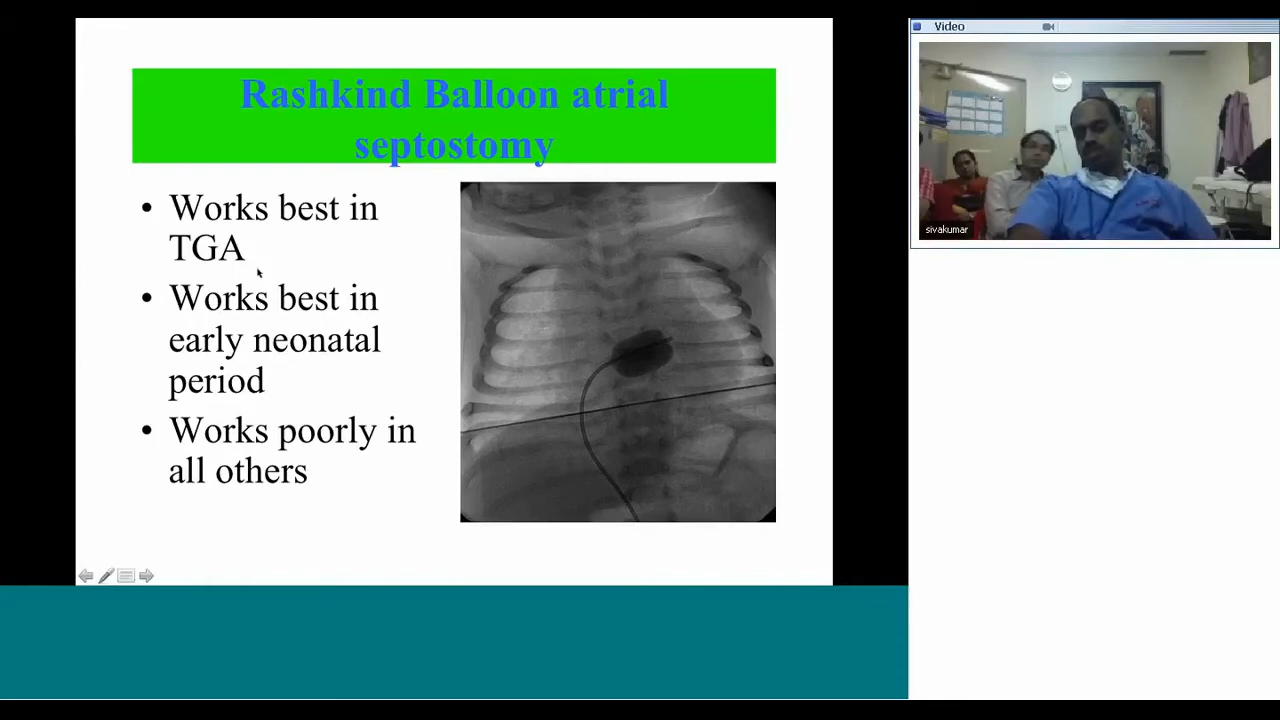 Rashkind Balloon atrial
septostomy
• Works best in
TGA
• Works best in
early neonatal
period
• Works poorly in
all others
Video
sivakumar